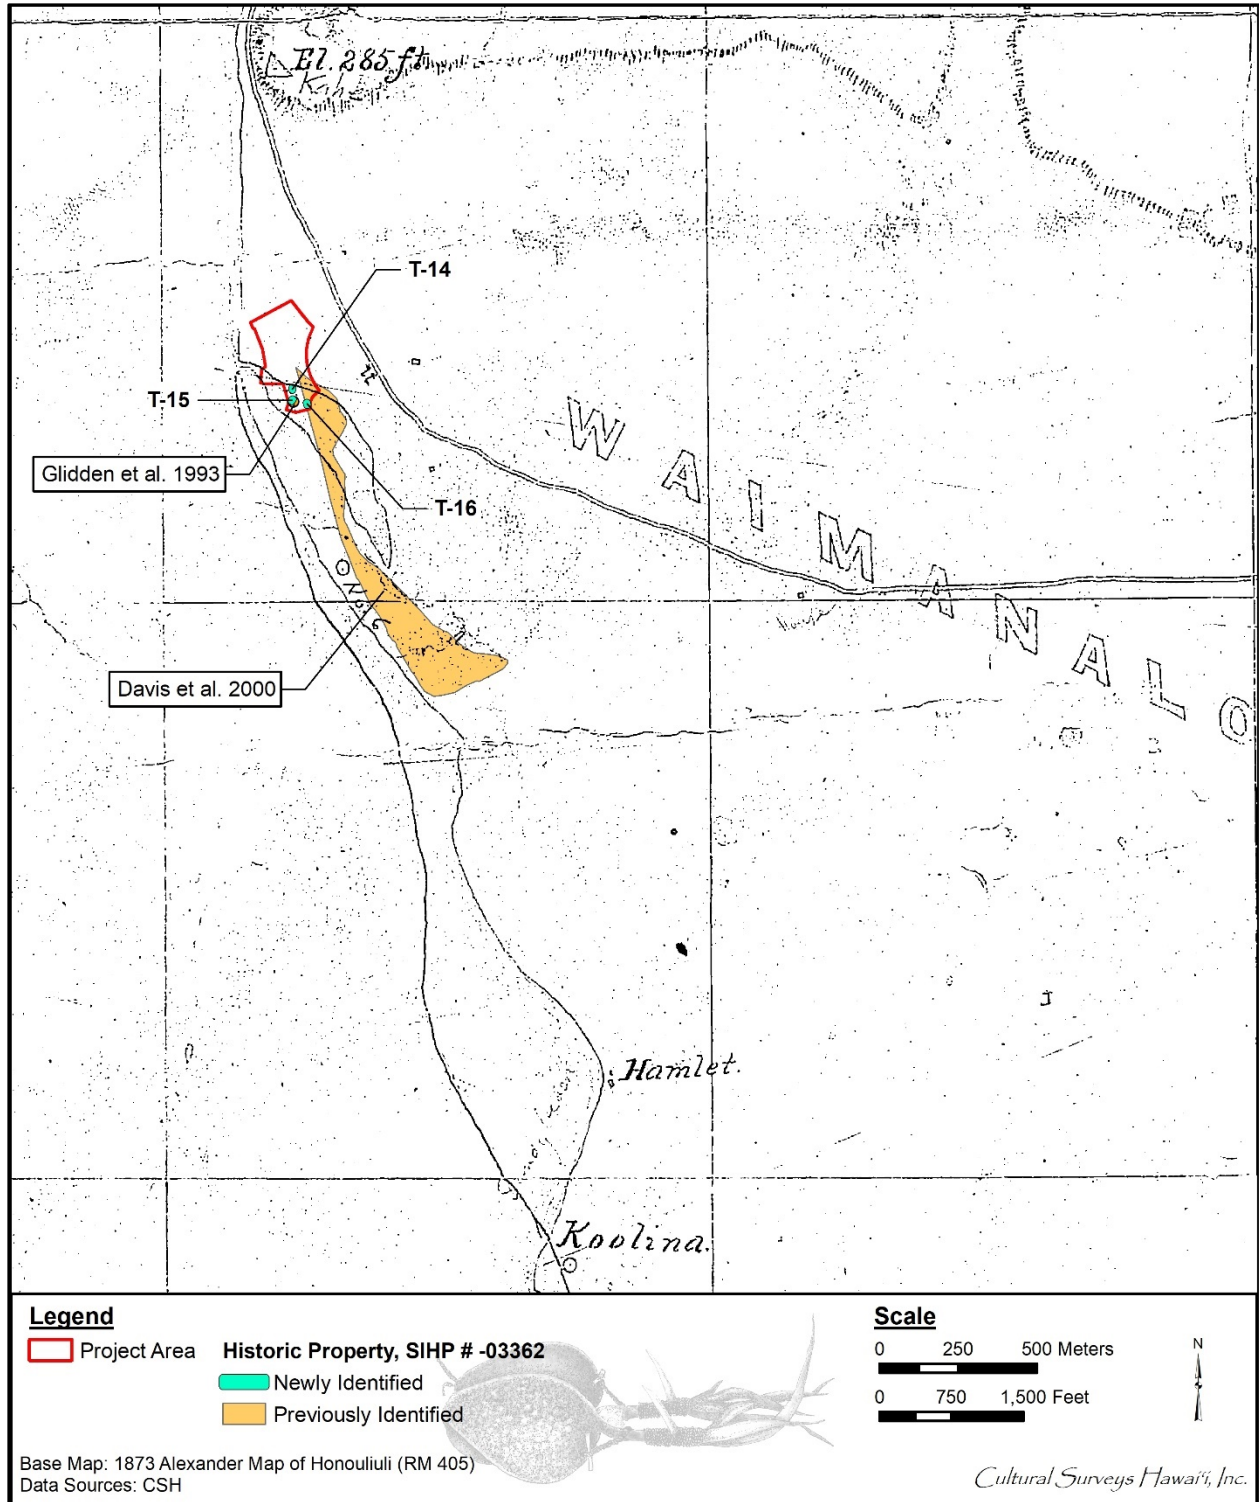 El. 285 ft
T-14
T-15
Glidden et al. 1993
T-16
WAIMANALO
Davis et al. 2000
Hamlet.
Koolina.
Legend
Project Area
Historic Property, SIHP # -03362
Newly Identified
Previously Identified
Scale
0 250 500 Meters
0 750 1,500 Feet
N
Base Map: 1873 Alexander Map of Honouliuli (RM 405)
Data Sources: CSH
Cultural Surveys Hawai'i, Inc.